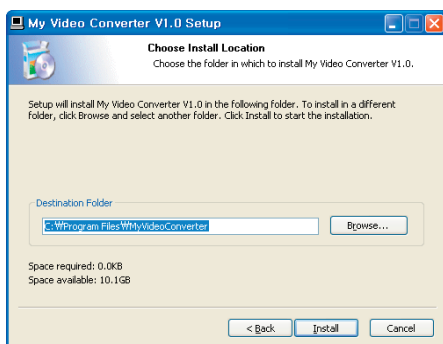 My Video Converter V1.0 Setup
Choose Install Location
Choose the folder in which to install My Video Converter V1.0.
Setup will install My Video Converter V1.0 in the following folder. To install in a different
folder, click Browse and select another folder. Click Install to start the installation.
Destination Folder
C:₩Program Files₩MyVideoConverter
Browse...
Space required: 0.0KB
Space available: 10.1GB
< Back
Install
Cancel